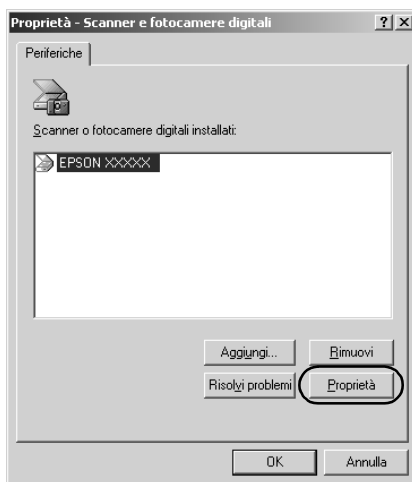 Proprietà - Scanner e fotocamere digitali
Periferiche
Scanner o fotocamere digitali installati:
EPSON XXXXX
Aggiungi... Rimuovi
Risolvi problemi Proprietà
OK Annulla